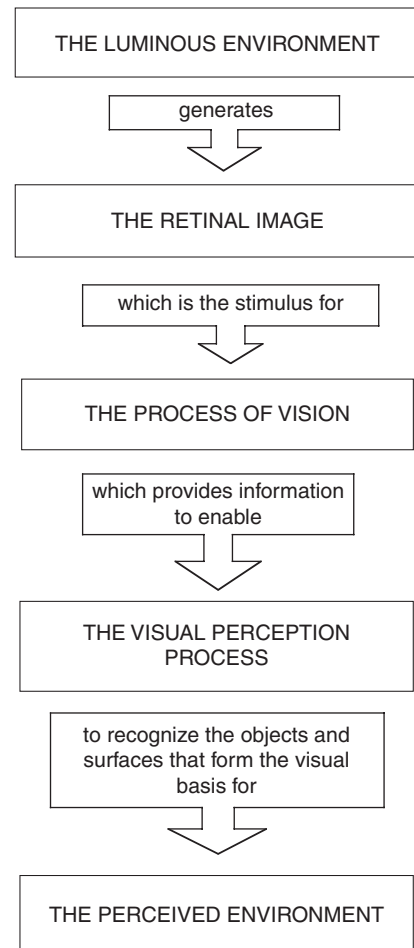 THE LUMINOUS ENVIRONMENT
generates
THE RETINAL IMAGE
which is the stimulus for
THE PROCESS OF VISION
which provides information
to enable
THE VISUAL PERCEPTION
PROCESS
to recognize the objects and
surfaces that form the visual
basis for
THE PERCEIVED ENVIRONMENT